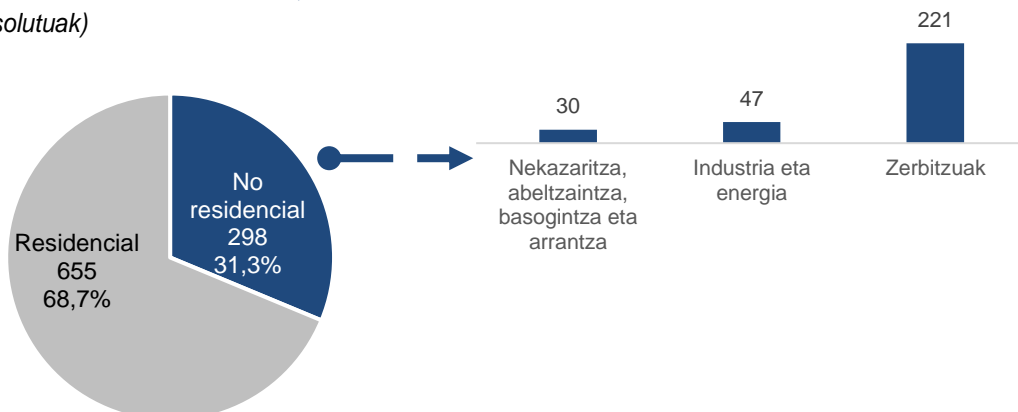 solutuak)
221
30
47
Nekazaritza,
abeltzaintza,
basogintza eta
arrantza
Industria eta
energia
Zerbitzuak
No
residencial
298
31,3%
Residencial
655
68,7%